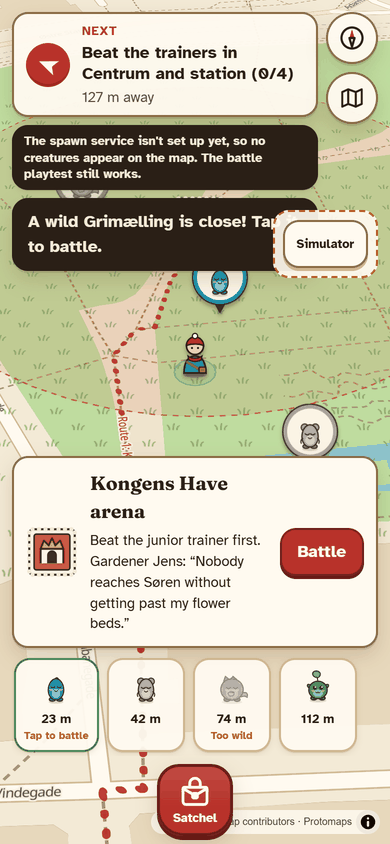 NEXT
Beat the trainers in
Centrum and station (0/4)
127 m away
The spawn service isn't set up yet, so no
creatures appear on the map. The battle
playtest still works.
A wild Grimælling is close! Tap
to battle.
Simulator
Route 1:
Kongens Have
arena
Beat the junior trainer first.
Gardener Jens: “Nobody
reaches Søren without
getting past my flower
beds.”
Battle
23 m
Tap to battle
42 m
74 m
Too wild
112 m
Vindegade
Satchel
contributors · Protomaps